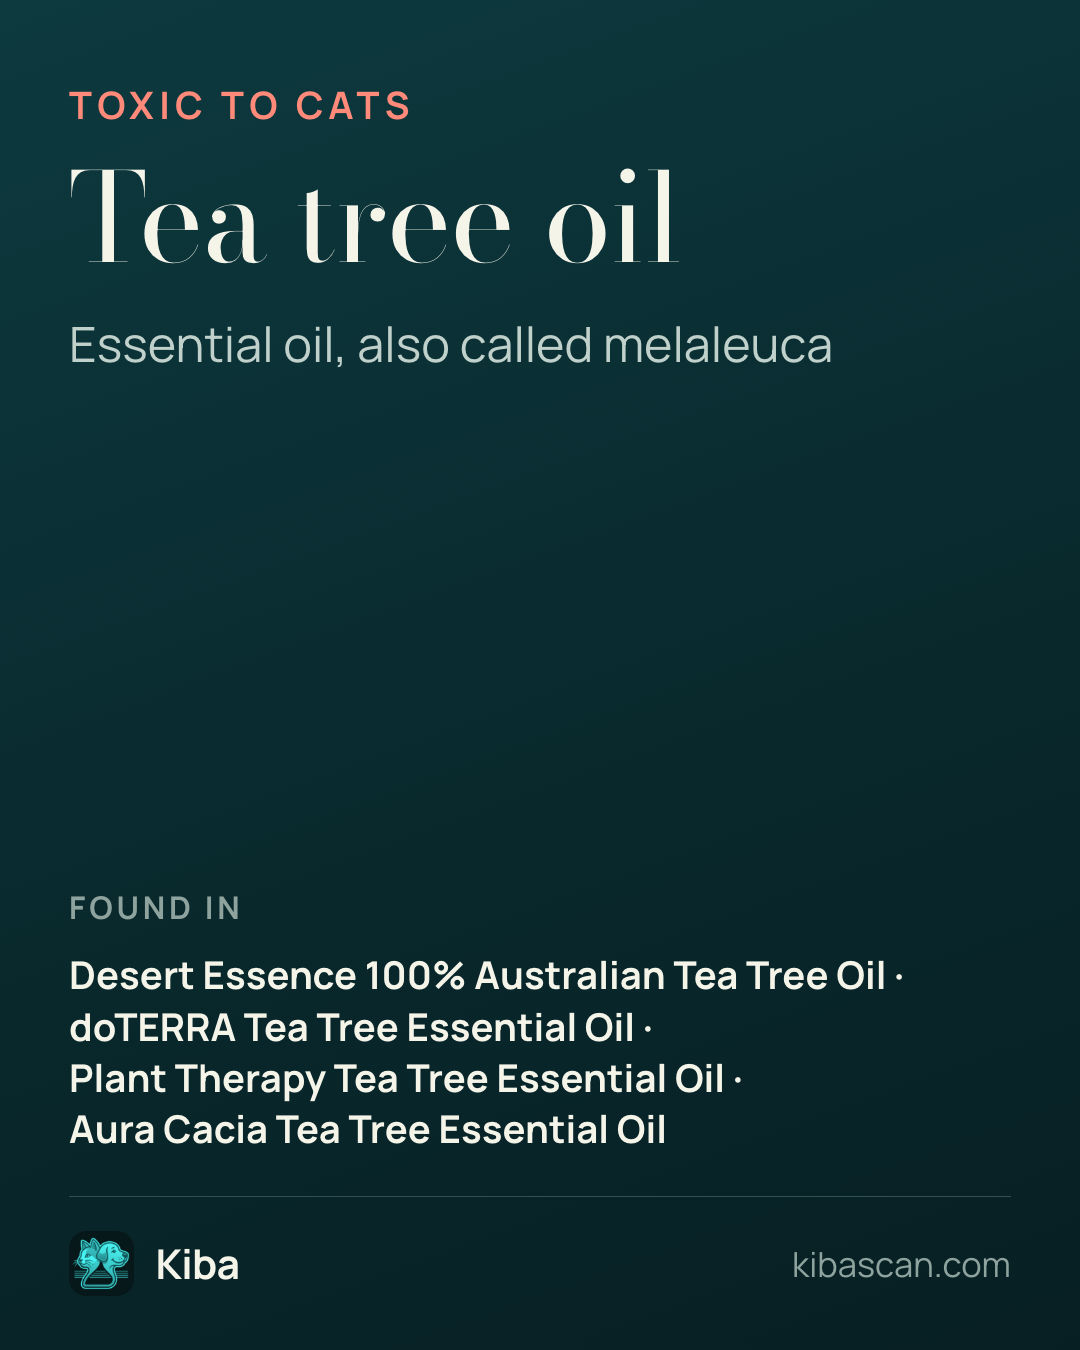 TOXIC TO CATS
Tea tree oil
Essential oil, also called melaleuca
FOUND IN
Desert Essence 100% Australian Tea Tree Oil ·
doTERRA Tea Tree Essential Oil ·
Plant Therapy Tea Tree Essential Oil ·
Aura Cacia Tea Tree Essential Oil
Kiba
kibascan.com